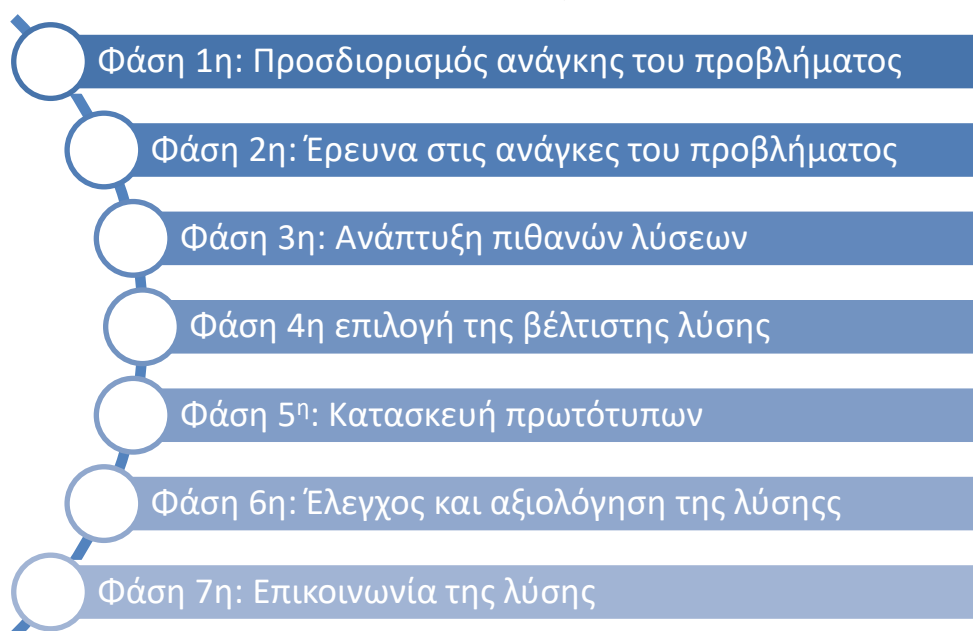 Φάση 1η: Προσδιορισμός ανάγκης του προβλήματος
Φάση 2η: Έρευνα στις ανάγκες του προβλήματος
Φάση 3η: Ανάπτυξη πιθανών λύσεων
Φάση 4η επιλογή της βέλτιστης λύσης
Φάση 5η: Κατασκευή πρωτότυπων
Φάση 6η: Έλεγχος και αξιολόγηση της λύσηςς
Φάση 7η: Επικοινωνία της λύσης